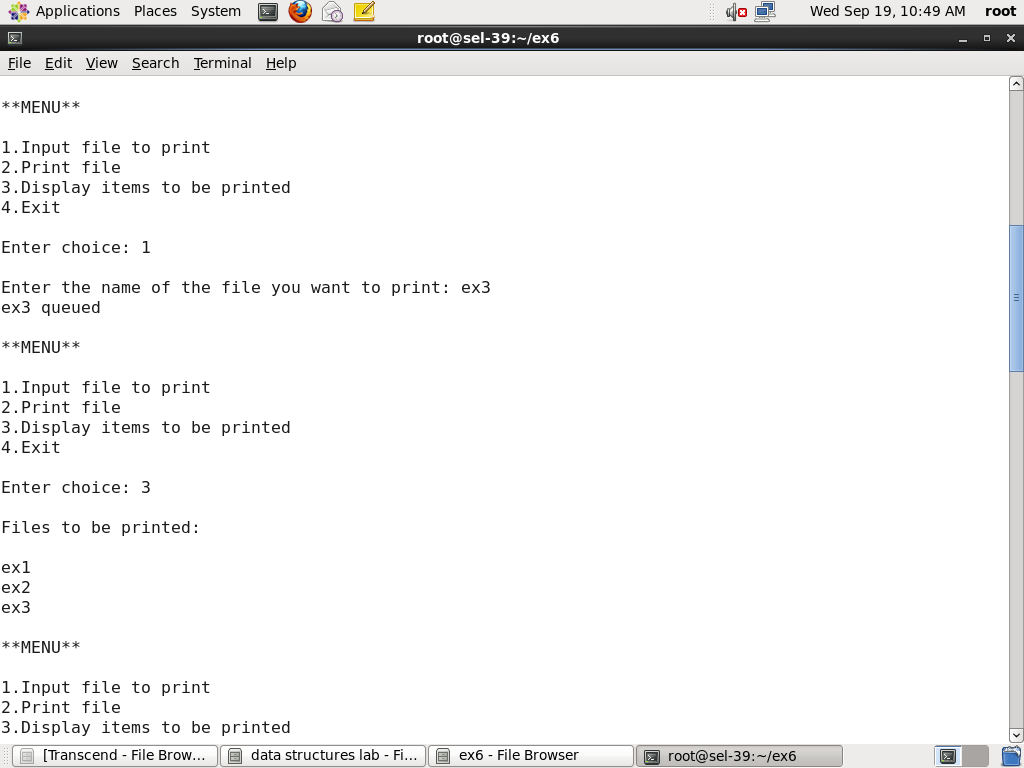 Applications Places System Wed Sep 19, 10:49 AM root
root@sel-39:~/ex6
File Edit View Search Terminal Help
**MENU**
1.Input file to print
2.Print file
3.Display items to be printed
4.Exit
Enter choice: 1
Enter the name of the file you want to print: ex3
ex3 queued
**MENU**
1.Input file to print
2.Print file
3.Display items to be printed
4.Exit
Enter choice: 3
Files to be printed:
ex1
ex2
ex3
**MENU**
1.Input file to print
2.Print file
3.Display items to be printed
[Transcend - File Brow... data structures lab - Fi... ex6 - File Browser root@sel-39:~/ex6